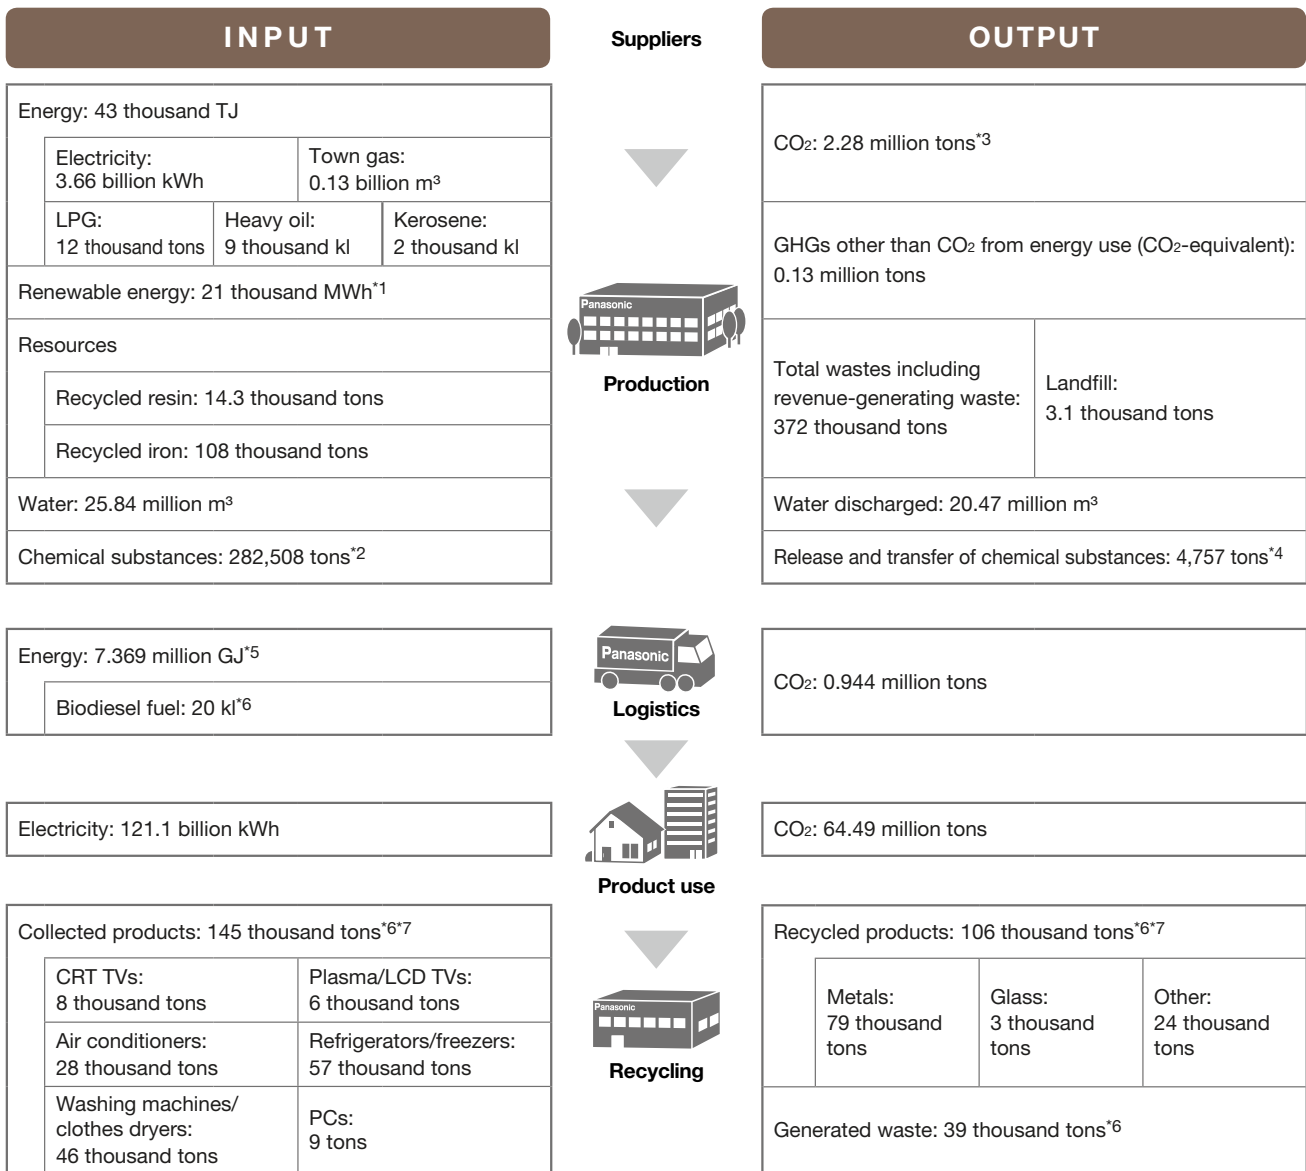 INPUT
Suppliers
OUTPUT
Energy: 43 thousand TJ
Electricity:
3.66 billion kWh
Town gas:
0.13 billion m³
LPG:
12 thousand tons
Heavy oil:
9 thousand kl
Kerosene:
2 thousand kl
Renewable energy: 21 thousand MWh*1
Resources
Recycled resin: 14.3 thousand tons
Recycled iron: 108 thousand tons
Water: 25.84 million m³
Chemical substances: 282,508 tons*2
Panasonic
Production
CO2: 2.28 million tons*3
GHGs other than CO2 from energy use (CO2-equivalent):
0.13 million tons
Total wastes including
revenue-generating waste:
372 thousand tons
Landfill:
3.1 thousand tons
Water discharged: 20.47 million m³
Release and transfer of chemical substances: 4,757 tons*4
Energy: 7.369 million GJ*5
Biodiesel fuel: 20 kl*6
Panasonic
Logistics
CO2: 0.944 million tons
Electricity: 121.1 billion kWh
Product use
CO2: 64.49 million tons
Collected products: 145 thousand tons*6*7
CRT TVs:
8 thousand tons
Plasma/LCD TVs:
6 thousand tons
Air conditioners:
28 thousand tons
Refrigerators/freezers:
57 thousand tons
Washing machines/
clothes dryers:
46 thousand tons
PCs:
9 tons
Panasonic
Recycling
Recycled products: 106 thousand tons*6*7
Metals:
79 thousand
tons
Glass:
3 thousand
tons
Other:
24 thousand
tons
Generated waste: 39 thousand tons*6